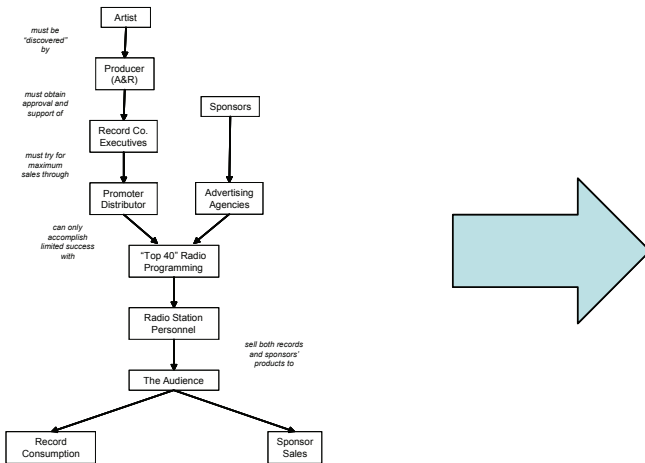 Artist
must be
"discovered"
by
Producer
(A&R)
must obtain
approval and
support of
Sponsors
Record Co.
Executives
must try for
maximum
sales through
Promoter
Distributor
Advertising
Agencies
can only
accomplish
limited success
with
"Top 40" Radio
Programming
Radio Station
Personnel
sell both records
and sponsors'
products to
The Audience
Record
Consumption
Sponsor
Sales